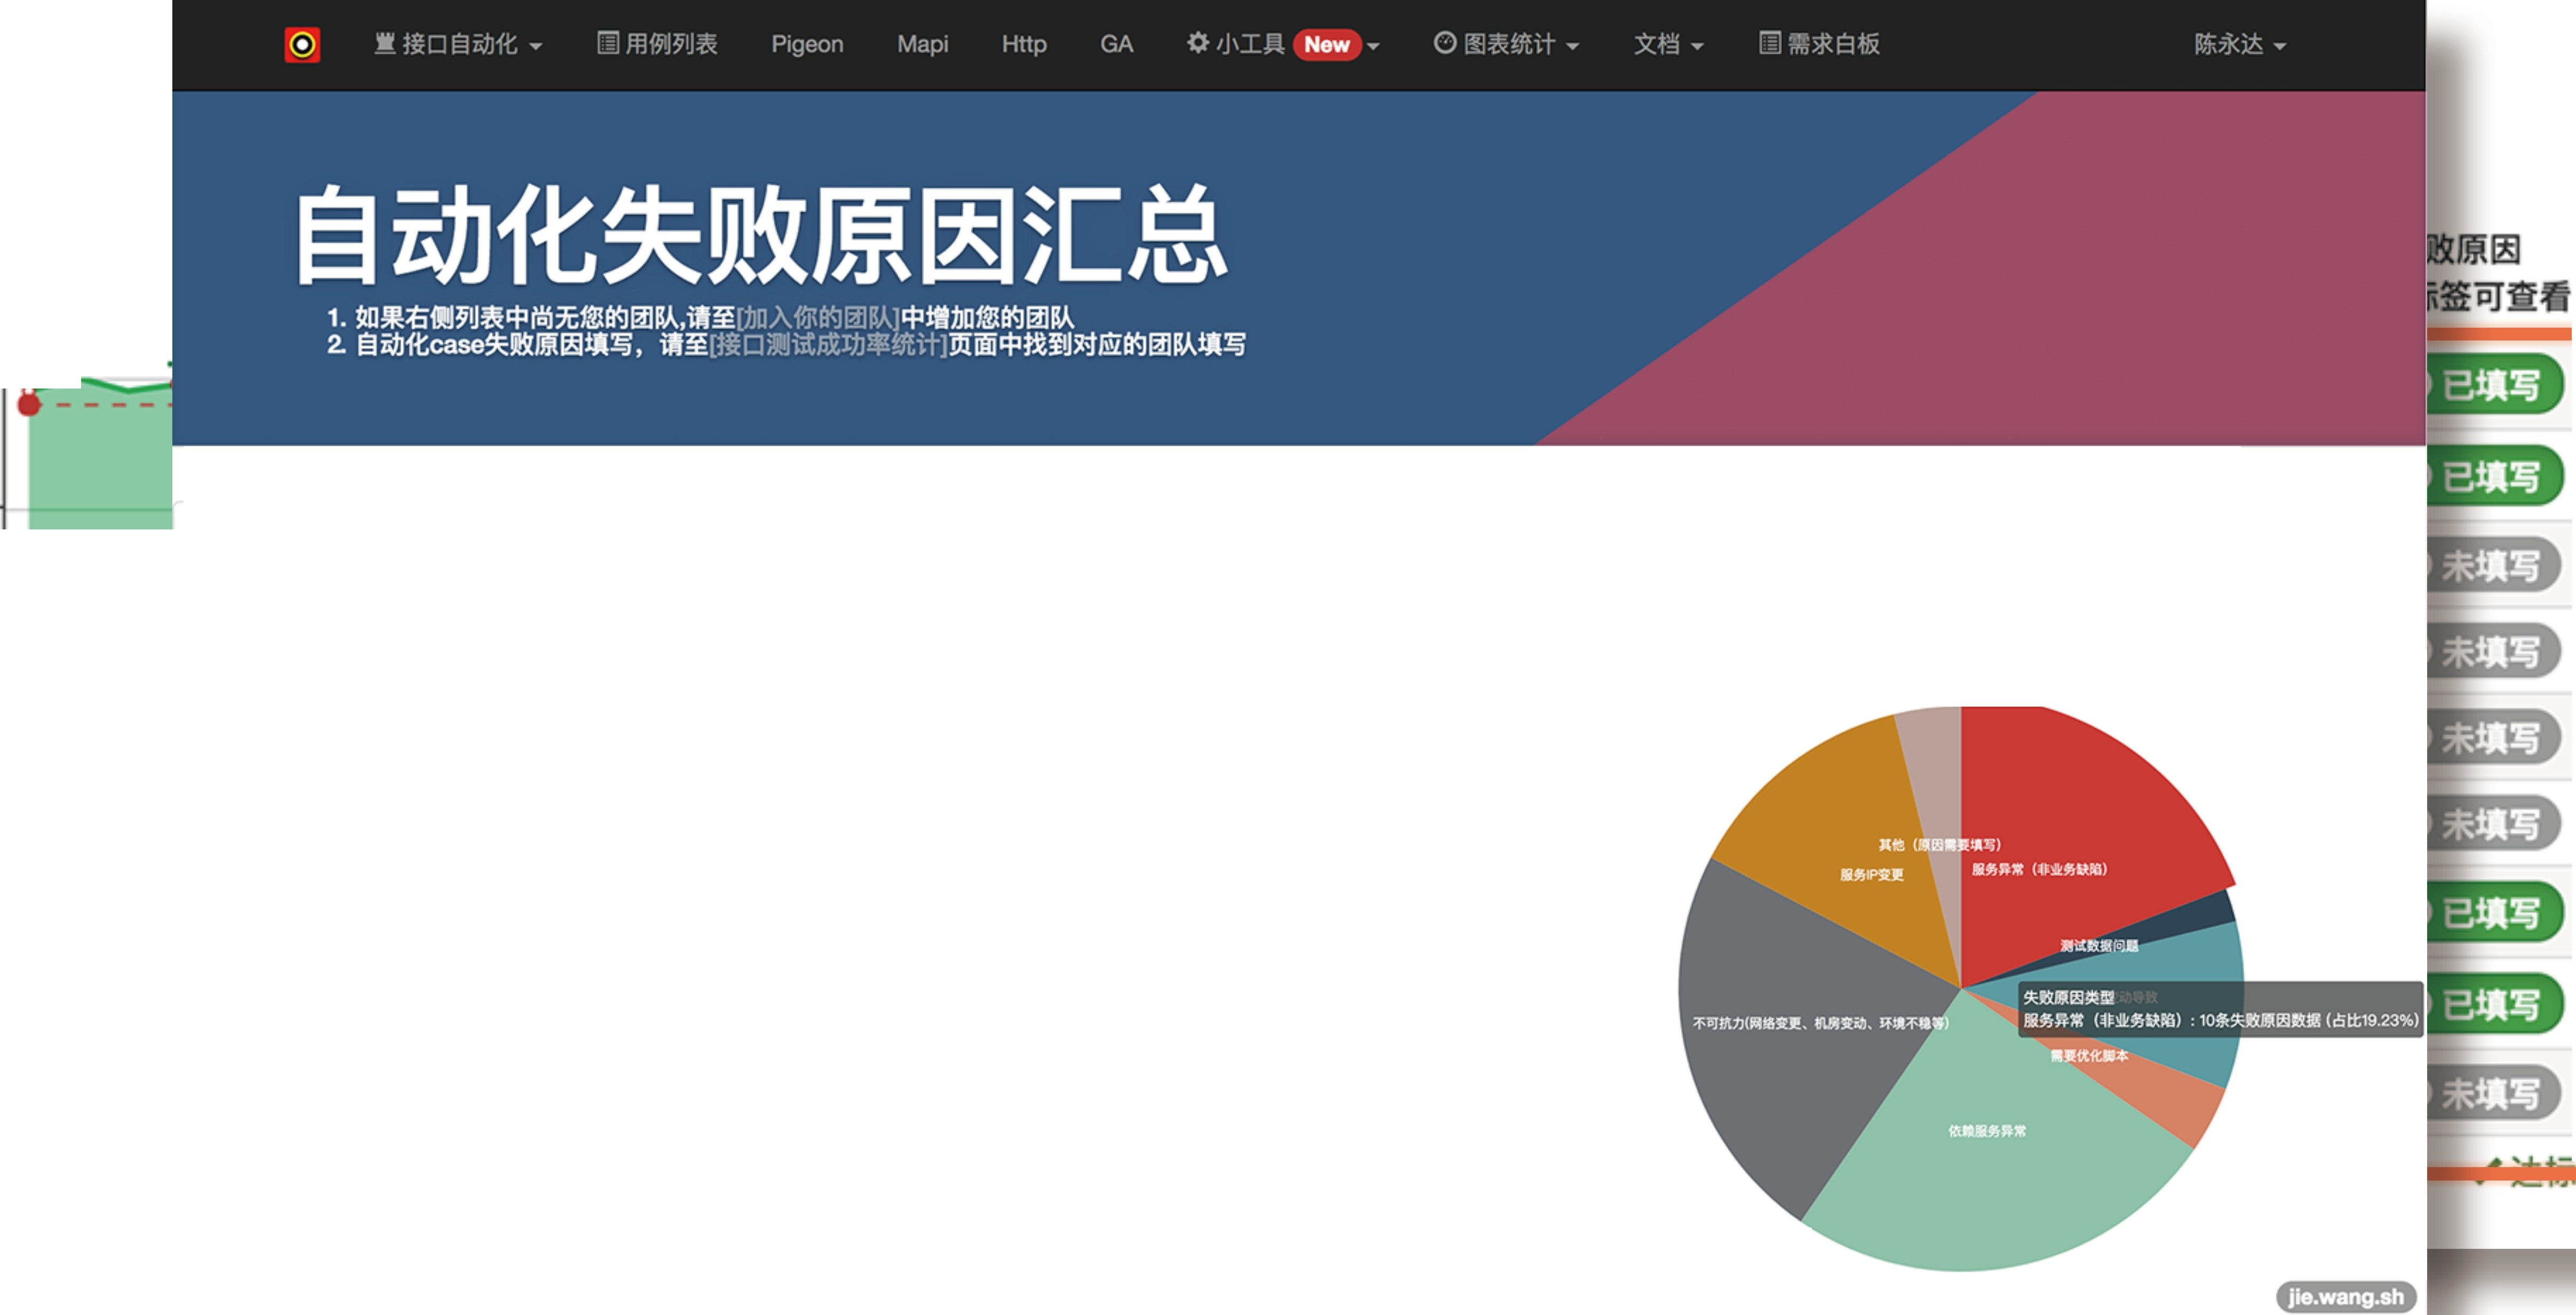 接口自动化 用例列表 Pigeon Mapi Http GA 小工具 New 图表统计 文档 需求白板 陈永达
自动化失败原因汇总
1. 如果右侧列表中尚无您的团队,请至[加入你的团队]中增加您的团队
2. 自动化case失败原因填写，请至[接口测试成功率统计]页面中找到对应的团队填写
败原因
标签可查看
已填写
已填写
未填写
未填写
未填写
未填写
已填写
已填写
未填写
达标
其他（原因需要填写）
服务异常（非业务缺陷）
服务IP变更
测试数据问题
变动导致
失败原因类型
服务异常（非业务缺陷）: 10条失败原因数据 (占比19.23%)
不可抗力(网络变更、机房变动、环境不稳等)
需要优化脚本
依赖服务异常
jie.wang.sh